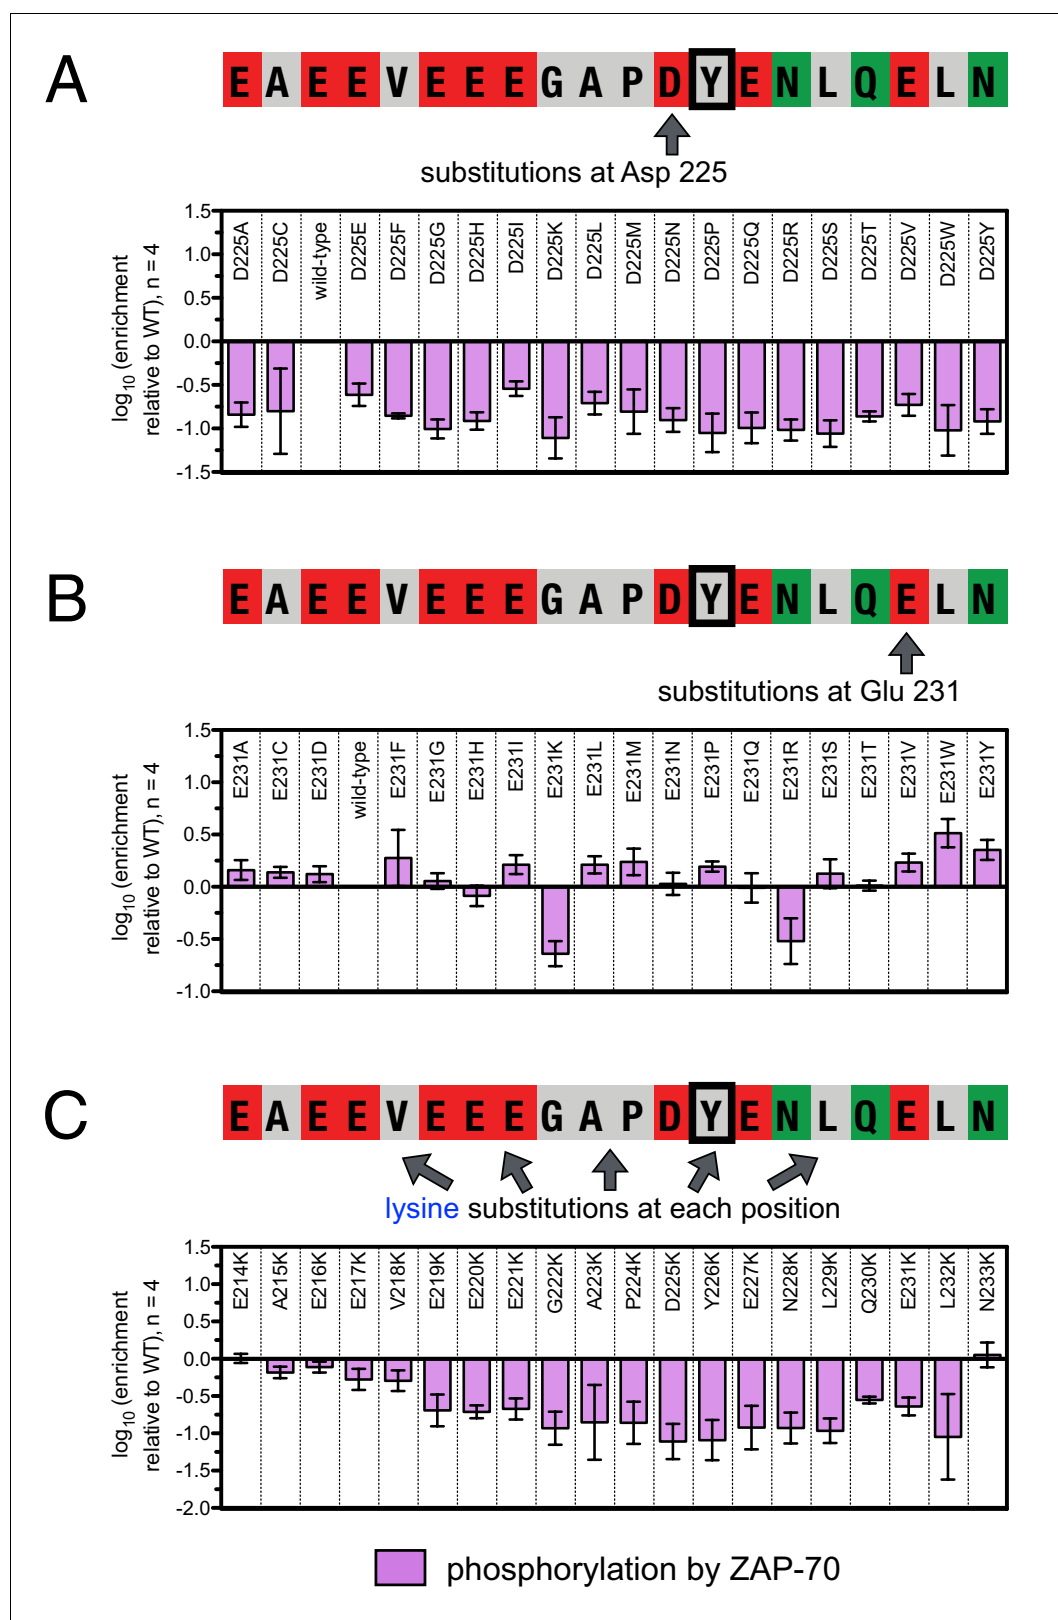 A
E A E E V E E E G A P D Y E N L Q E L N
substitutions at Asp 225
log10 (enrichment
relative to WT), n = 4
1.5
1.0
0.5
0.0
-0.5
-1.0
-1.5
D225A D225C wild-type D225E D225F D225G D225H D225I D225K D225L D225M D225N D225P D225Q D225R D225S D225T D225V D225W D225Y
B
E A E E V E E E G A P D Y E N L Q E L N
substitutions at Glu 231
log10 (enrichment
relative to WT), n = 4
1.5
1.0
0.5
0.0
-0.5
-1.0
E231A E231C E231D wild-type E231F E231G E231H E231I E231K E231L E231M E231N E231P E231Q E231R E231S E231T E231V E231W E231Y
C
E A E E V E E E G A P D Y E N L Q E L N
lysine substitutions at each position
log10 (enrichment
relative to WT), n = 4
1.5
1.0
0.5
0.0
-0.5
-1.0
-1.5
-2.0
E214K A215K E216K E217K V218K E219K E220K E221K G222K A223K P224K D225K Y226K E227K N228K L229K Q230K E231K L232K N233K
phosphorylation by ZAP-70